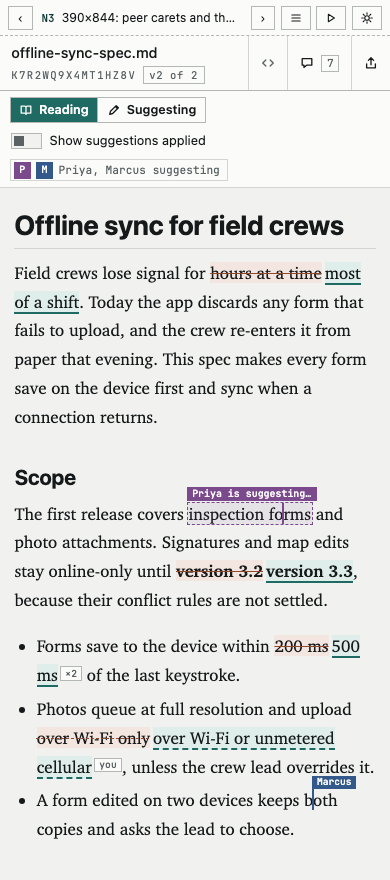 N3 390×844: peer carets and th…
offline-sync-spec.md
K7R2WQ9X4MT1HZ8V v2 of 2
7
Reading Suggesting
Show suggestions applied
P M Priya, Marcus suggesting
Offline sync for field crews
Field crews lose signal for hours at a time most
of a shift. Today the app discards any form that
fails to upload, and the crew re-enters it from
paper that evening. This spec makes every form
save on the device first and sync when a
connection returns.
Scope
Priya is suggesting…
The first release covers inspection forms and
photo attachments. Signatures and map edits
stay online-only until version 3.2 version 3.3,
because their conflict rules are not settled.
• Forms save to the device within 200 ms 500
ms ×2 of the last keystroke.
• Photos queue at full resolution and upload
over Wi-Fi only over Wi-Fi or unmetered
cellular you, unless the crew lead overrides it.
Marcus
• A form edited on two devices keeps both
copies and asks the lead to choose.